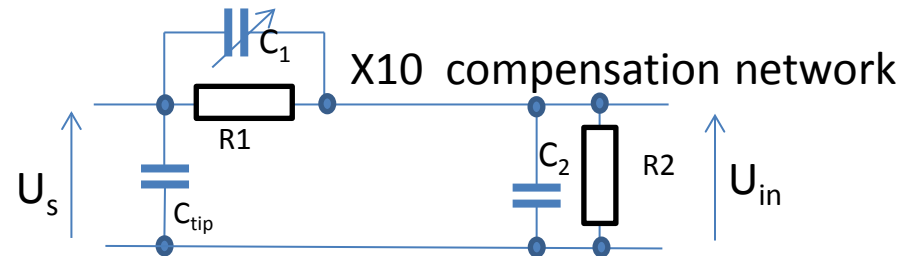 C₁
X10 compensation network
R1
Uₛ
C₂
R2
Uᵢₙ
Cₜᵢₚ